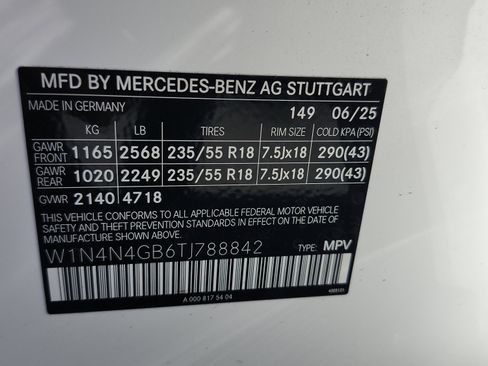 MFD BY MERCEDES-BENZ AG STUTTGART
MADE IN GERMANY 149 06/25
KG LB TIRES RIM SIZE COLD KPA (PSI)
GAWR FRONT 1165 2568 235/55 R18 7.5Jx18 290(43)
GAWR REAR 1020 2249 235/55 R18 7.5Jx18 290(43)
GVWR 2140 4718
THIS VEHICLE CONFORMS TO ALL APPLICABLE FEDERAL MOTOR VEHICLE
SAFETY AND THEFT STANDARDS IN EFFECT ON THE DATE OF
MANUFACTURE SHOWN ABOVE
W1N4N4GB6TJ788842 TYPE: MPV
A 000 817 54 04